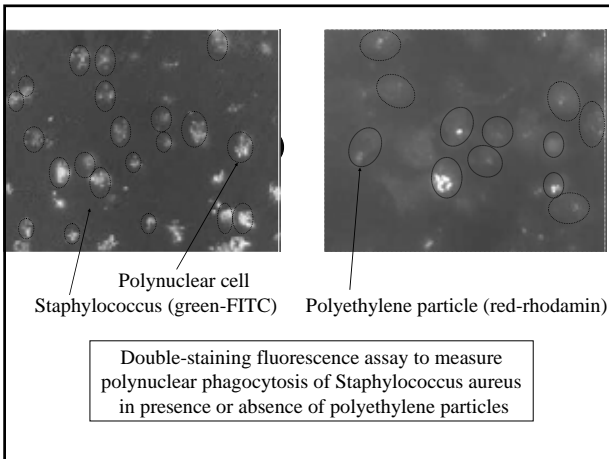 Polynuclear cell
Staphylococcus (green-FITC)
Polyethylene particle (red-rhodamin)
Double-staining fluorescence assay to measure
polynuclear phagocytosis of Staphylococcus aureus
in presence or absence of polyethylene particles